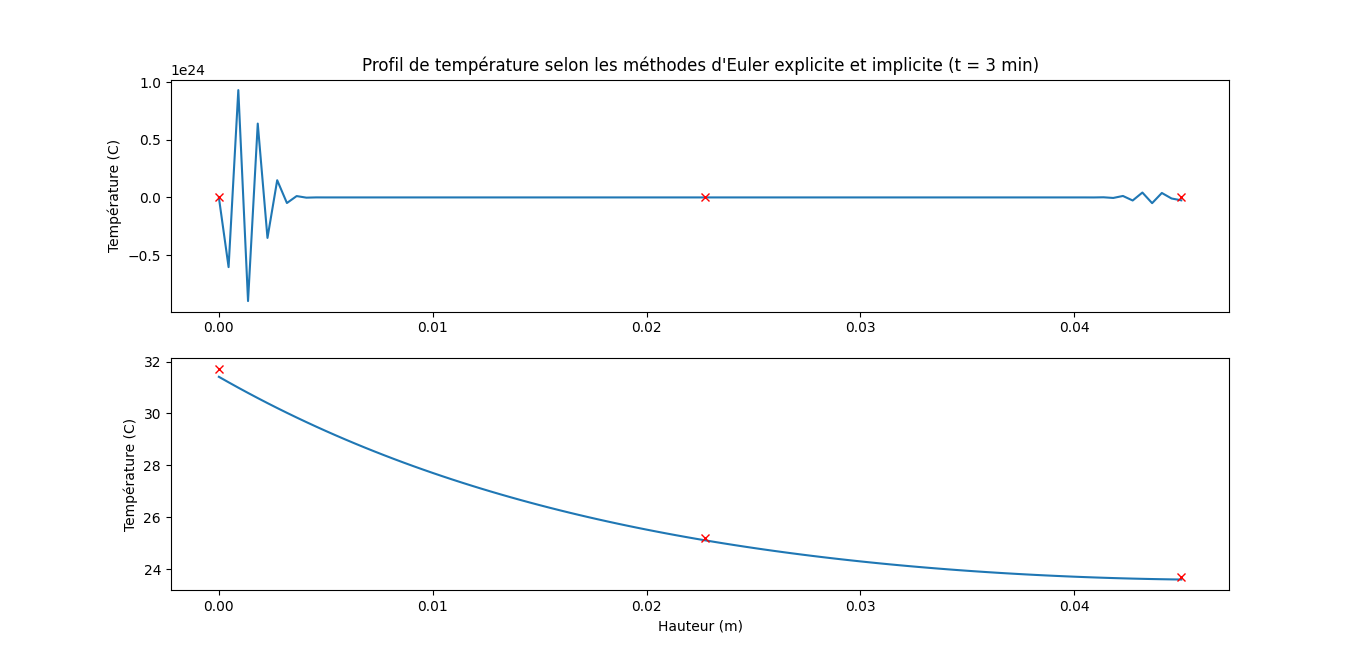 Profil de température selon les méthodes d'Euler explicite et implicite (t = 3 min)
1e24
1.0
0.5
0.0
−0.5
Température (C)
0.00 0.01 0.02 0.03 0.04
32
30
28
26
24
Température (C)
0.00 0.01 0.02 0.03 0.04
Hauteur (m)